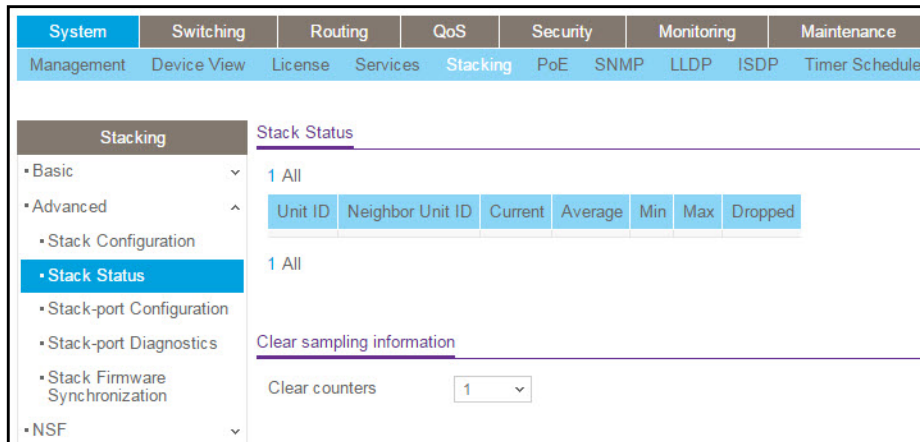 System Switching Routing QoS Security Monitoring Maintenance
Management Device View License Services Stacking PoE SNMP LLDP ISDP Timer Schedule
Stacking
Basic
Advanced
Stack Configuration
Stack Status
Stack-port Configuration
Stack-port Diagnostics
Stack Firmware
Synchronization
NSF
Stack Status
1 All
Unit ID Neighbor Unit ID Current Average Min Max Dropped
1 All
Clear sampling information
Clear counters 1